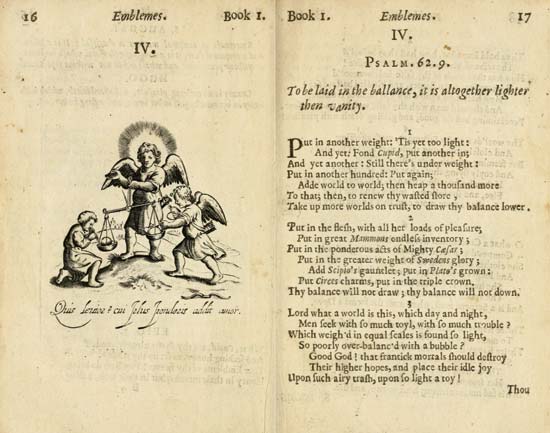 16 Emblemes. Book 1.
IV.
Quis levior? cui plus ponderis addit amor.
Book 1. Emblemes. 17
IV.
PSALM. 62. 9.
To be laid in the ballance, it is altogether lighter
then vanity.
1
Put in another weight: 'Tis yet too light:
And yet: Fond Cupid, put another in;
And yet another: Still there's under weight:
Put in another hundred: Put again;
Adde world to world; then heap a thousand more
To that; then, to renew thy wasted store,
Take up more worlds on trust, to draw thy balance lower.
2
Put in the flesh, with all her loads of pleasure;
Put in great Mammons endless inventory;
Put in the ponderous acts of Mighty Cæsar;
Put in the greater weight of Swedens glory;
Add Scipio's gauntlet; put in Plato's grown:
Put Circes charms, put in the triple crown.
Thy balance will not draw; thy balance will not down.
3
Lord what a world is this, which day and night,
Men seek with so much toyl, with so much trouble?
Which weigh'd in equal scales is found so light,
So poorly over-balanc'd with a bubble?
Good God! that frantick mortals should destroy
Their higher hopes, and place their idle joy
Upon such airy trash, upon so light a toy!
Thou